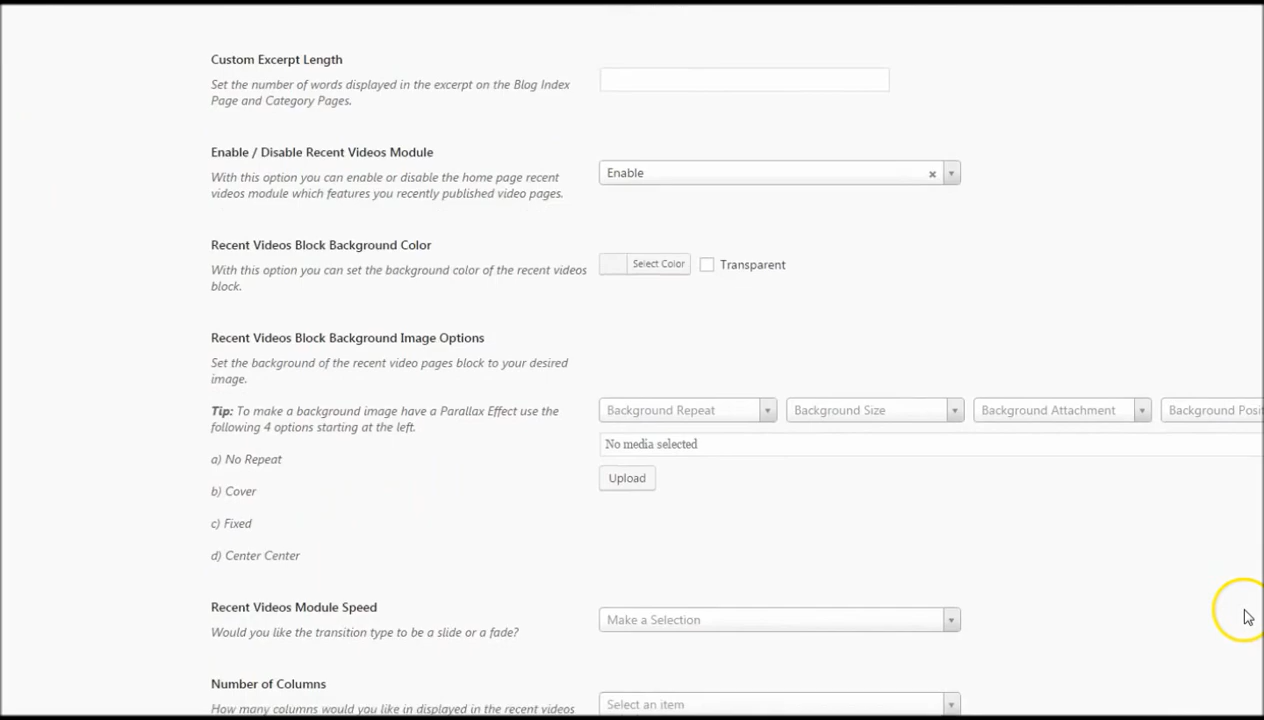 Custom Excerpt Length
Set the number of words displayed in the excerpt on the Blog Index
Page and Category Pages.
Enable / Disable Recent Videos Module
With this option you can enable or disable the home page recent
videos module which features you recently published video pages.
Enable
Recent Videos Block Background Color
With this option you can set the background color of the recent videos
block.
Select Color
Transparent
Recent Videos Block Background Image Options
Set the background of the recent video pages block to your desired
image.
Tip: To make a background image have a Parallax Effect use the
following 4 options starting at the left.
a) No Repeat
b) Cover
c) Fixed
d) Center Center
Background Repeat
Background Size
Background Attachment
Background Posit
No media selected
Upload
Recent Videos Module Speed
Would you like the transition type to be a slide or a fade?
Make a Selection
Number of Columns
How many columns would you like in displayed in the recent videos
Select an item